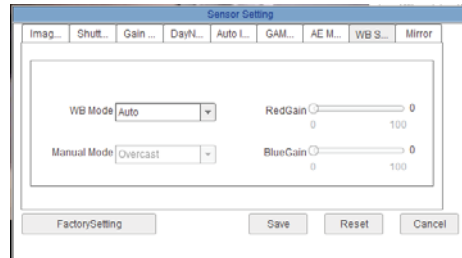 Sensor Setting
Imag... Shutt... Gain ... DayN... Auto I... GAM... AE M... WB S... Mirror
WB Mode Auto RedGain 0
0 100
Manual Mode Overcast BlueGain 0
0 100
FactorySetting Save Reset Cancel